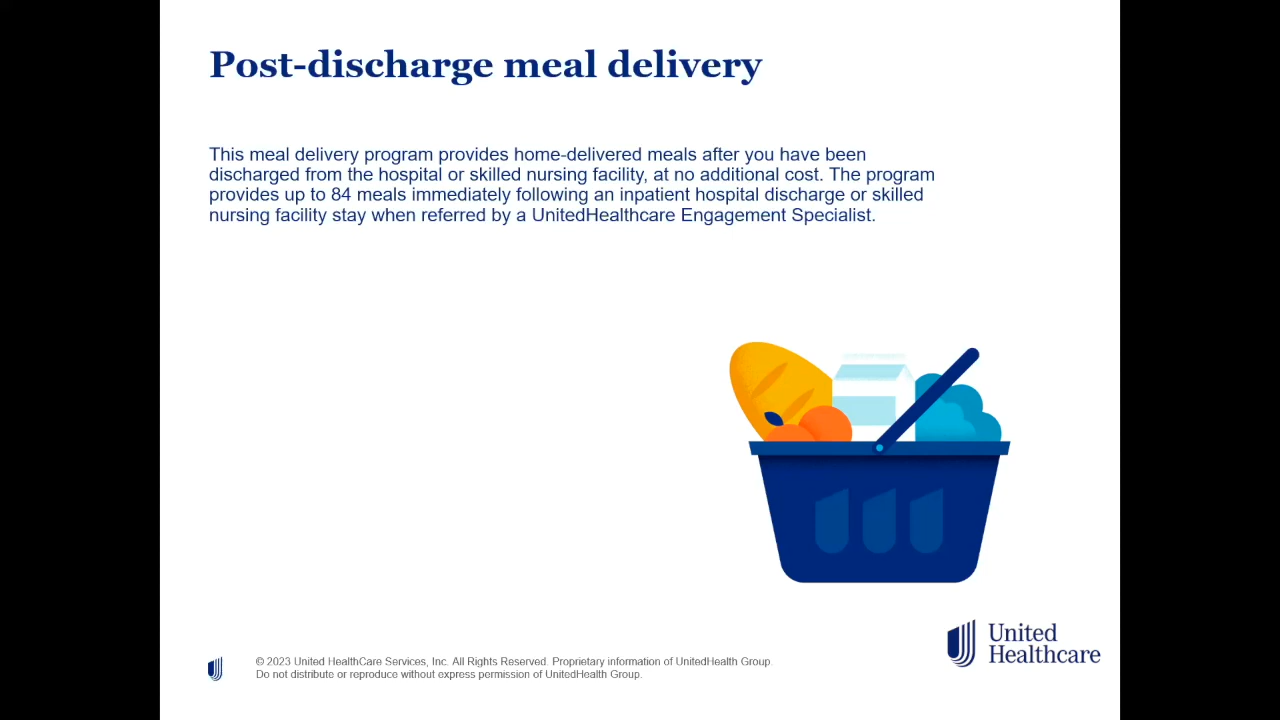 Post-discharge meal delivery
This meal delivery program provides home-delivered meals after you have been
discharged from the hospital or skilled nursing facility, at no additional cost. The program
provides up to 84 meals immediately following an inpatient hospital discharge or skilled
nursing facility stay when referred by a UnitedHealthcare Engagement Specialist.
United
Healthcare
© 2023 United HealthCare Services, Inc. All Rights Reserved. Proprietary information of UnitedHealth Group.
Do not distribute or reproduce without express permission of UnitedHealth Group.